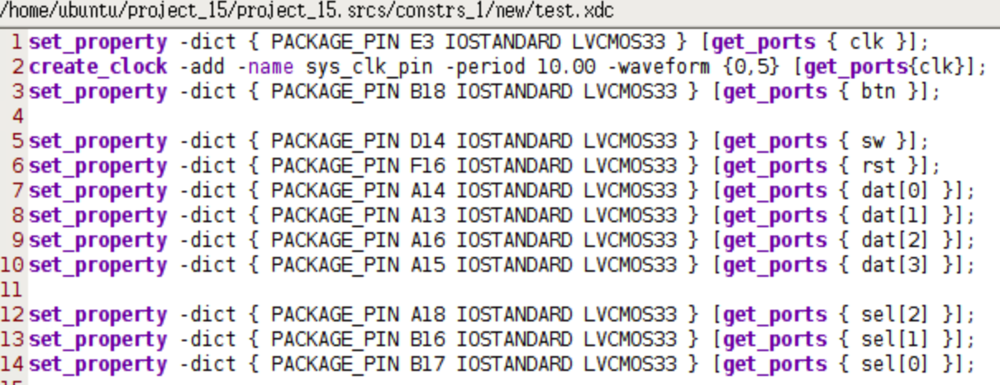 /home/ubuntu/project_15/project_15.srcs/constrs_1/new/test.xdc
1 set_property -dict { PACKAGE_PIN E3 IOSTANDARD LVCMOS33 } [get_ports { clk }];
2 create_clock -add -name sys_clk_pin -period 10.00 -waveform {0,5} [get_ports{clk}];
3 set_property -dict { PACKAGE_PIN B18 IOSTANDARD LVCMOS33 } [get_ports { btn }];
4
5 set_property -dict { PACKAGE_PIN D14 IOSTANDARD LVCMOS33 } [get_ports { sw }];
6 set_property -dict { PACKAGE_PIN F16 IOSTANDARD LVCMOS33 } [get_ports { rst }];
7 set_property -dict { PACKAGE_PIN A14 IOSTANDARD LVCMOS33 } [get_ports { dat[0] }];
8 set_property -dict { PACKAGE_PIN A13 IOSTANDARD LVCMOS33 } [get_ports { dat[1] }];
9 set_property -dict { PACKAGE_PIN A16 IOSTANDARD LVCMOS33 } [get_ports { dat[2] }];
10 set_property -dict { PACKAGE_PIN A15 IOSTANDARD LVCMOS33 } [get_ports { dat[3] }];
11
12 set_property -dict { PACKAGE_PIN A18 IOSTANDARD LVCMOS33 } [get_ports { sel[2] }];
13 set_property -dict { PACKAGE_PIN B16 IOSTANDARD LVCMOS33 } [get_ports { sel[1] }];
14 set_property -dict { PACKAGE_PIN B17 IOSTANDARD LVCMOS33 } [get_ports { sel[0] }];